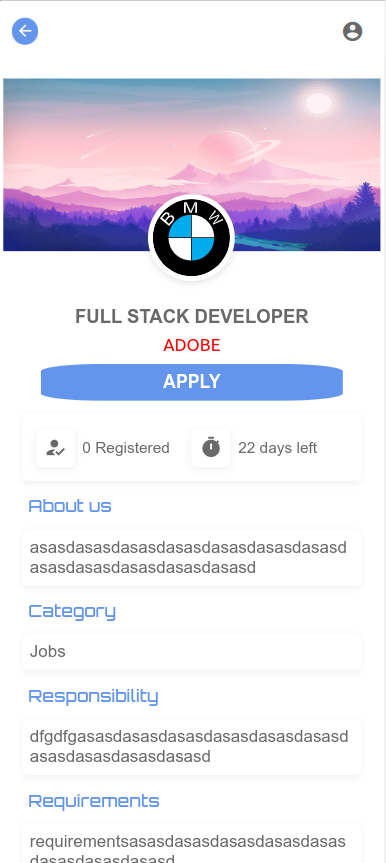 BMW
FULL STACK DEVELOPER
ADOBE
APPLY
0 Registered
22 days left
About us
asasdasasdasasdasasdasasdasasdasasd
asasdasasdasasdasasdasasd
Category
Jobs
Responsibility
dfgdfgasasdasasdasasdasasdasasdasasd
asasdasasdasasdasasd
Requirements
requirementsasasdasasdasasdasasdasas
dasasdasasdasasd